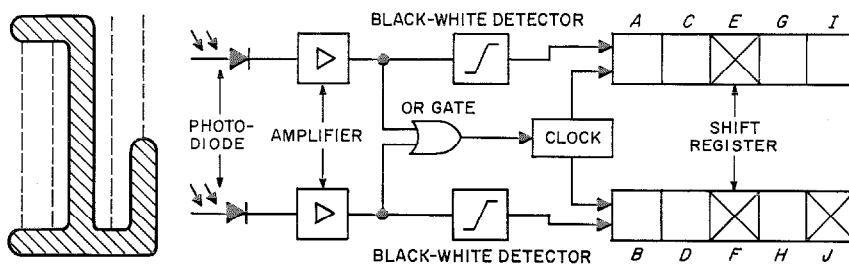 BLACK-WHITE DETECTOR
A C E G I
OR GATE
PHOTO-
DIODE
AMPLIFIER
CLOCK
SHIFT
REGISTER
BLACK-WHITE DETECTOR
B D F H J